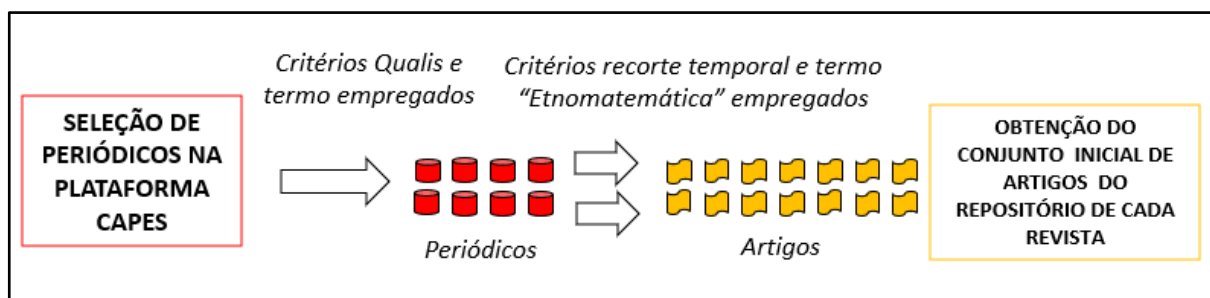 SELEÇÃO DE
PERIÓDICOS NA
PLATAFORMA
CAPES
Critérios Qualis e
termo empregados
Periódicos
Critérios recorte temporal e termo
“Etnomatemática” empregados
Artigos
OBTENÇÃO DO
CONJUNTO INICIAL DE
ARTIGOS DO
REPOSITÓRIO DE CADA
REVISTA